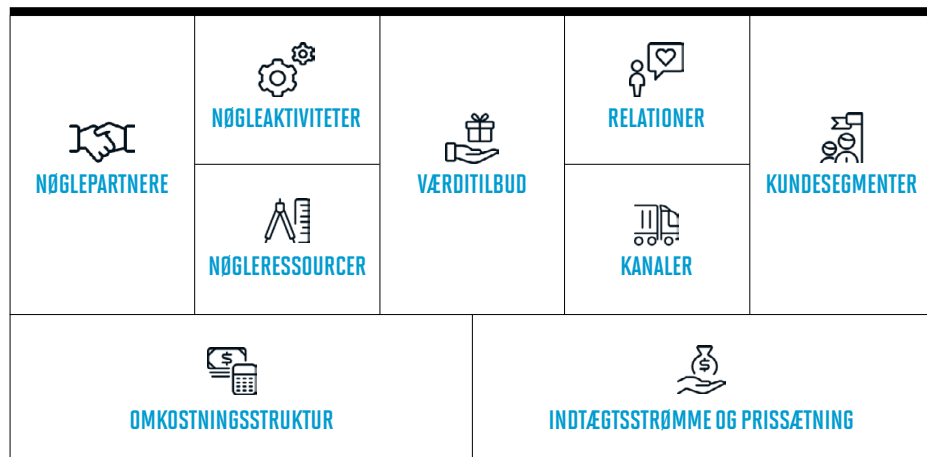 NØGLEPARTNERE
NØGLEAKTIVITETER
NØGLERESSOURCER
VÆRDITILBUD
RELATIONER
KANALER
KUNDESEGMENTER
OMKOSTNINGSSTRUKTUR
INDTÆGTSSTRØMME OG PRISSÆTNING